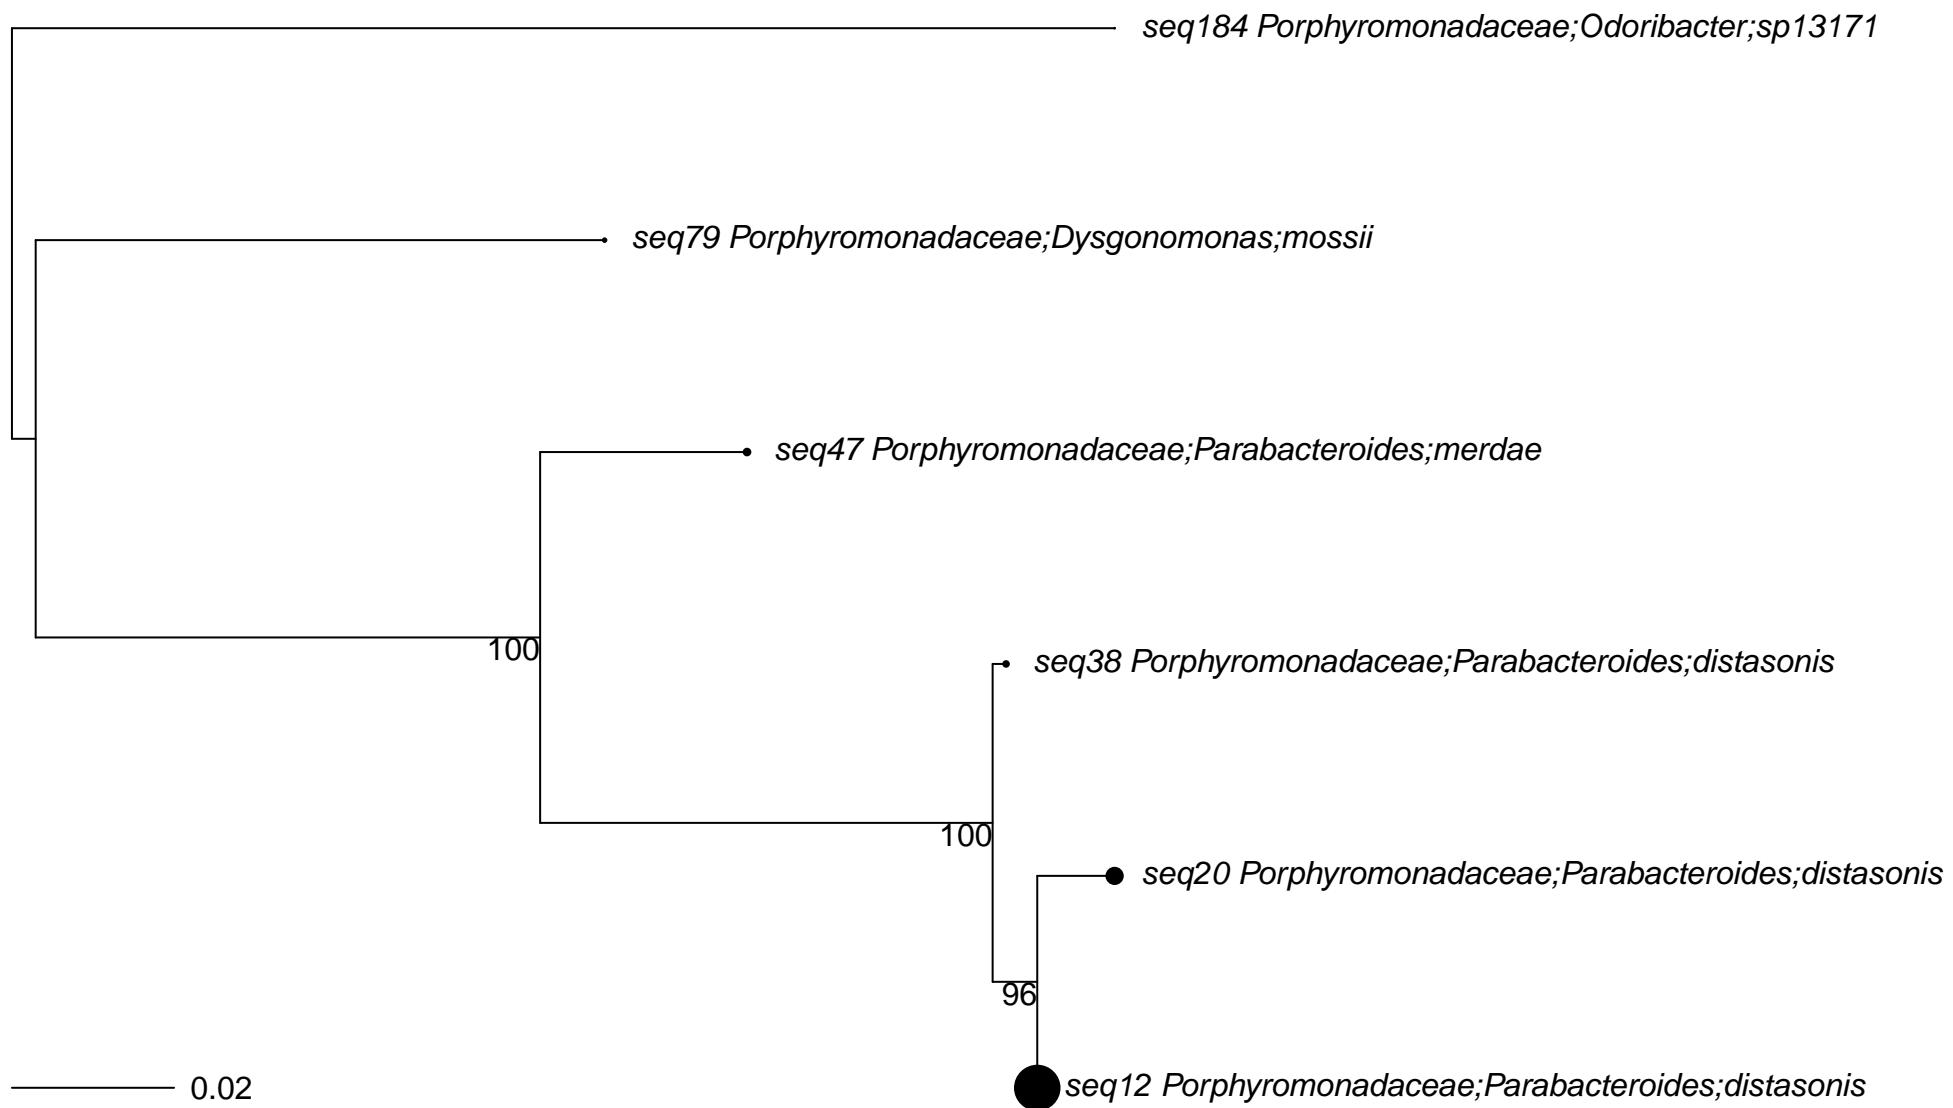 seq184 Porphyromonadaceae;Odoribacter;sp13171
seq79 Porphyromonadaceae;Dysgonomonas;mossii
seq47 Porphyromonadaceae;Parabacteroides;merdae
100
seq38 Porphyromonadaceae;Parabacteroides;distasonis
100
seq20 Porphyromonadaceae;Parabacteroides;distasonis
96
seq12 Porphyromonadaceae;Parabacteroides;distasonis
0.02